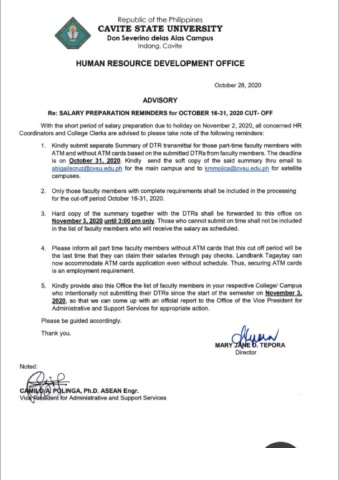 Republic of the Philippines
CAVITE STATE UNIVERSITY
Don Severino delas Alas Campus
Indang, Cavite
HUMAN RESOURCE DEVELOPMENT OFFICE
October 28, 2020
ADVISORY
Re: SALARY PREPARATION REMINDERS for OCTOBER 16-31, 2020 CUT- OFF
With the short period of salary preparation due to holiday on November 2, 2020, all concerned HR
Coordinators and College Clerks are advised to please take note of the following reminders:
1. Kindly submit separate Summary of DTR transmittal for those part-time faculty members with
ATM and without ATM cards based on the submitted DTRs from faculty members. The deadline
is on October 31, 2020. Kindly send the soft copy of the said summary thru email to
abigailscruz@cvsu.edu.ph for the main campus and to kmmojica@cvsu.edu.ph for satellite
campuses.
2. Only those faculty members with complete requirements shall be included in the processing
for the cut-off period October 16-31, 2020.
3. Hard copy of the summary together with the DTRs shall be forwarded to this office on
November 3, 2020 until 3:00 pm only. Those who cannot submit on time shall not be included
in the list of faculty members who will receive the salary as scheduled.
4. Please inform all part time faculty members without ATM cards that this cut off period will be
the last time that they can claim their salaries through pay checks. Landbank Tagaytay can
now accommodate ATM cards application even without schedule. Thus, securing ATM cards
is an employment requirement.
5. Kindly provide also this Office the list of faculty members in your respective College/ Campus
who intentionally not submitting their DTRs since the start of the semester on November 3,
2020, so that we can come up with an official report to the Office of the Vice President for
Administrative and Support Services for appropriate action.
Please be guided accordingly.
Thank you.
MARY JANE D. TEPORA
Director
Noted:
CAMILO A. POLINGA, Ph.D. ASEAN Engr.
Vice President for Administrative and Support Services